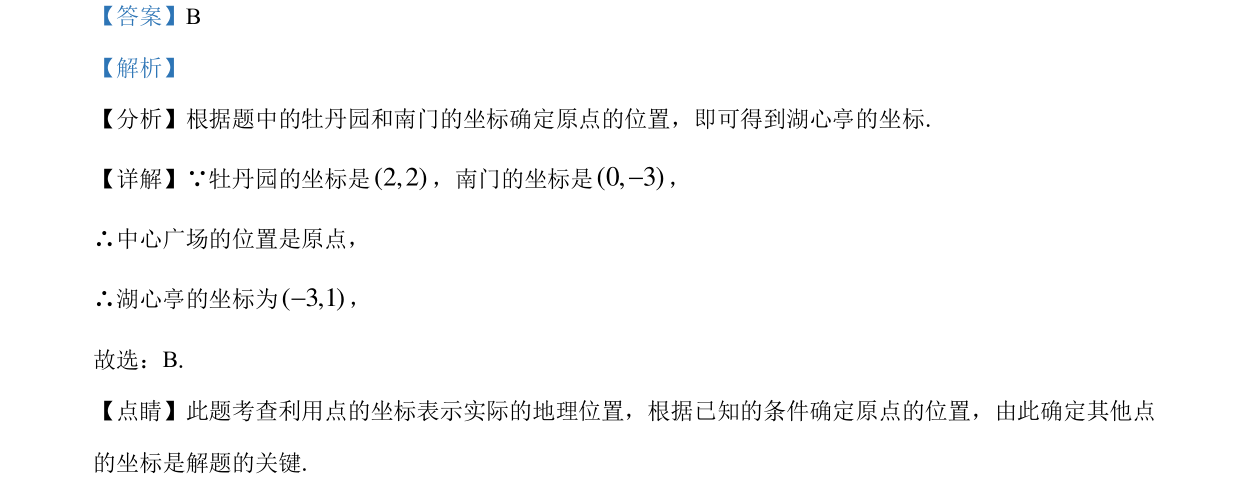 【答案】B
【解析】
【分析】根据题中的牡丹园和南门的坐标确定原点的位置，即可得到湖心亭的坐标.
【详解】∵牡丹园的坐标是(2,2)，南门的坐标是(0,−3)，
∴中心广场的位置是原点，
∴湖心亭的坐标为(−3,1)，
故选：B.
【点睛】此题考查利用点的坐标表示实际的地理位置，根据已知的条件确定原点的位置，由此确定其他点
的坐标是解题的关键.